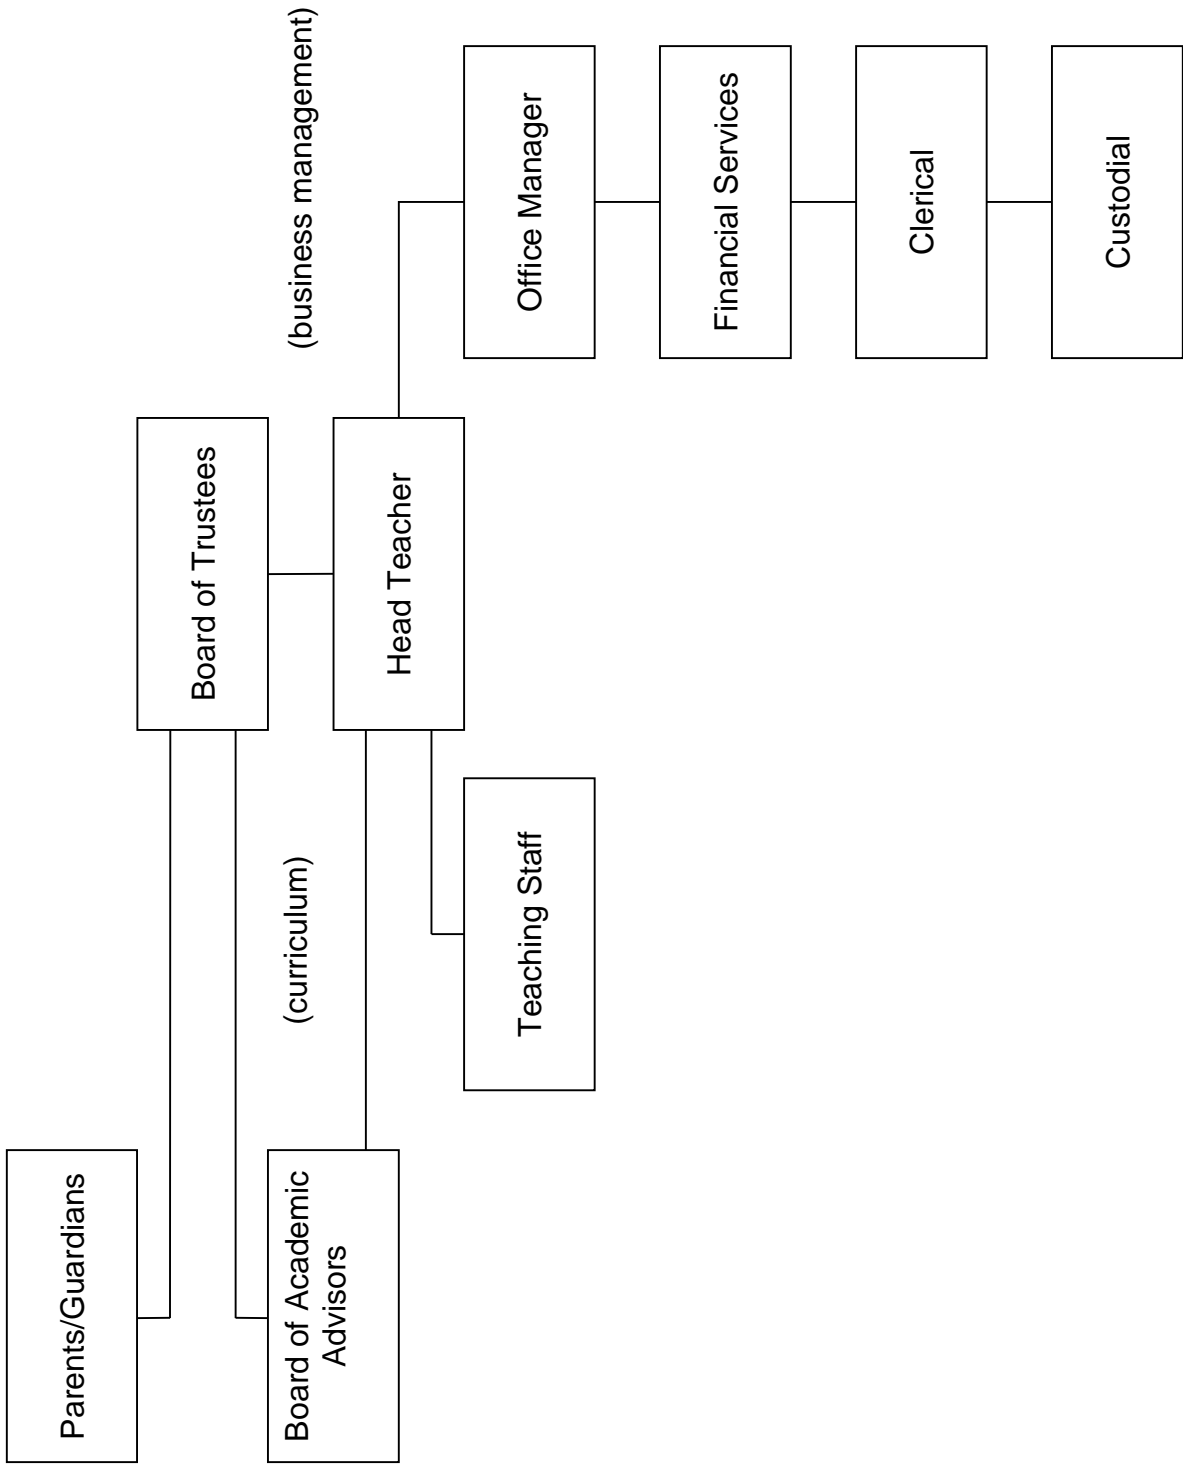 Parents/Guardians
Board of Trustees
Board of Academic
Advisors
(curriculum)
(business management)
Head Teacher
Teaching Staff
Office Manager
Financial Services
Clerical
Custodial